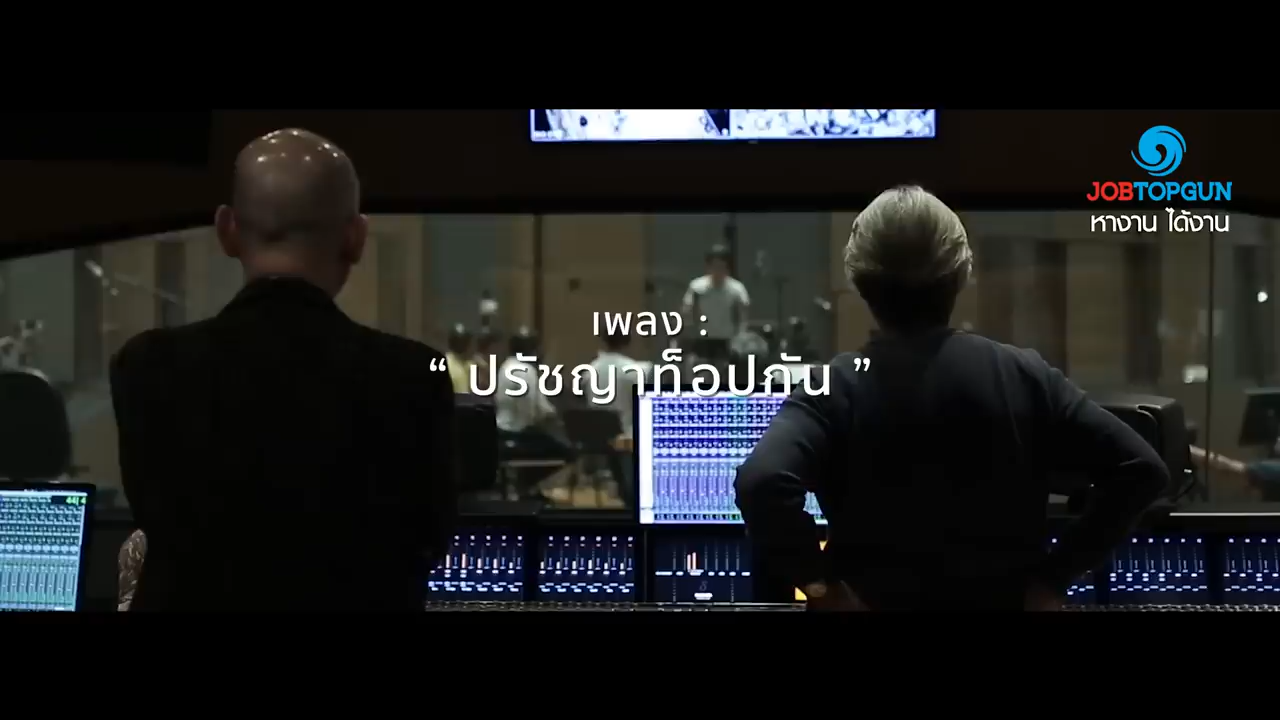 JOBTOPGUN
หางาน ได้งาน
เพลง :
“ ปรัชญาท็อปกัน ”